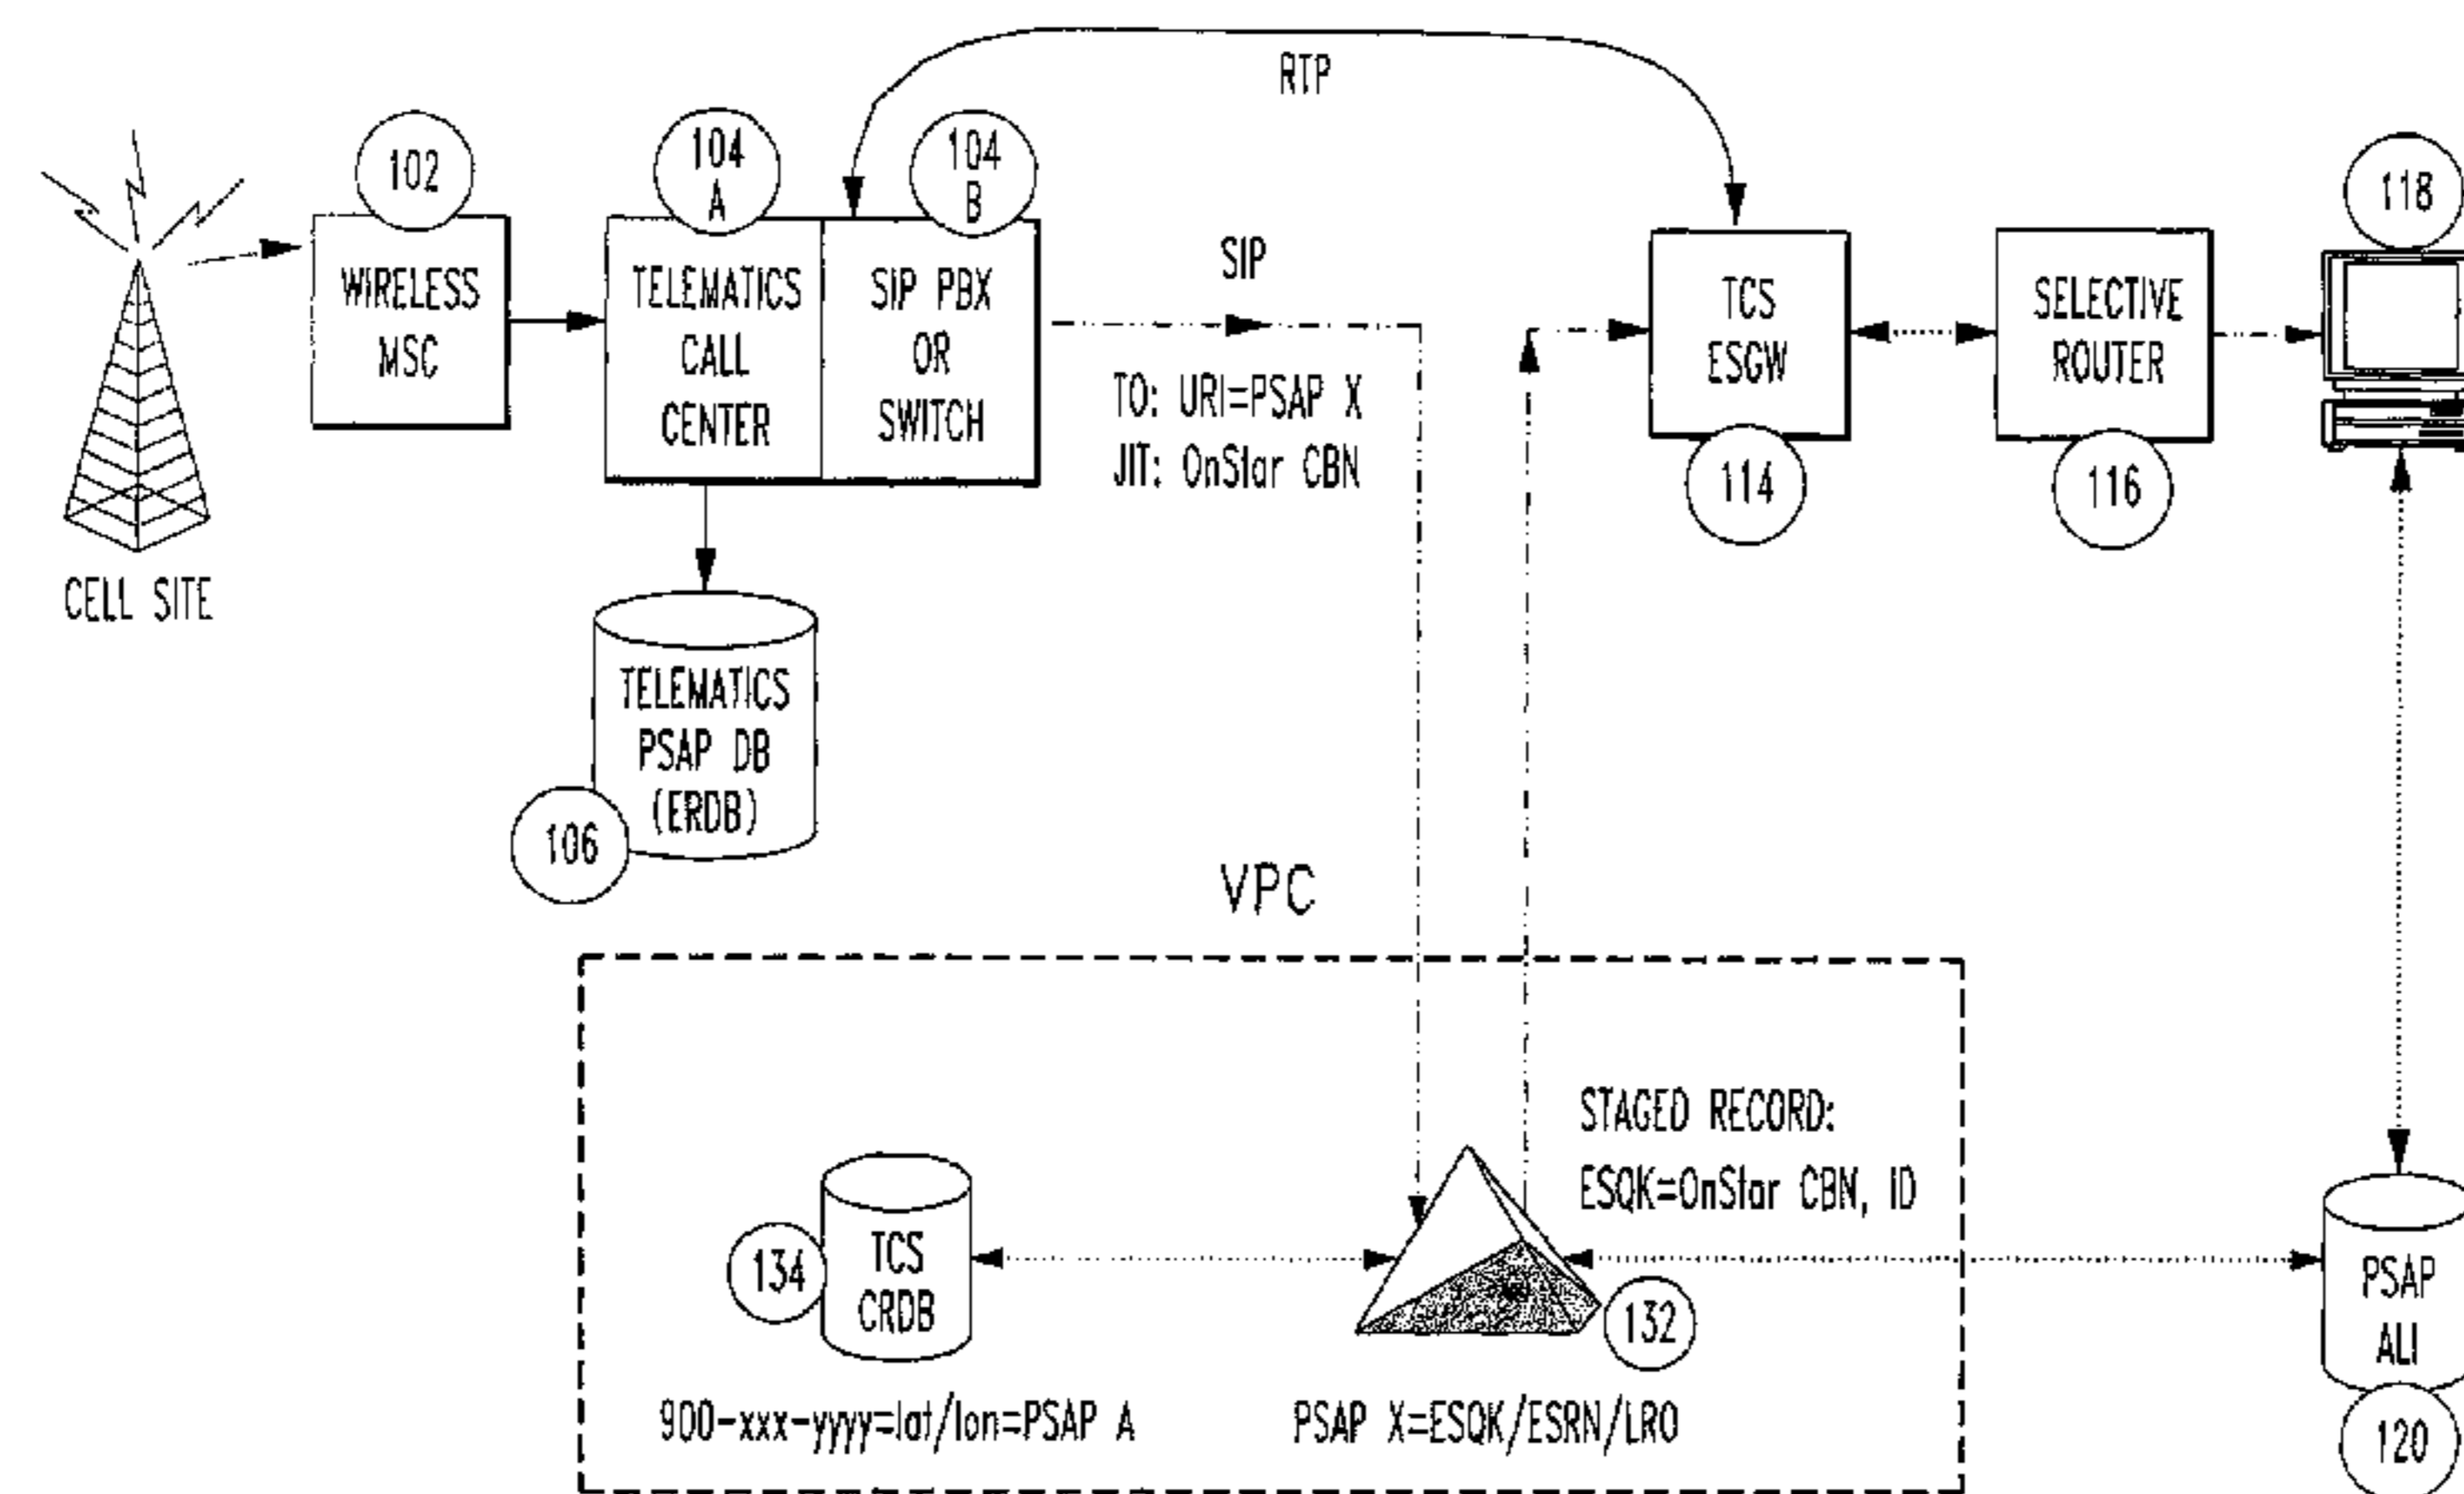 RTP
102
104
A
104
B
118
WIRELESS
MSC
TELEMATICS
CALL
CENTER
SIP PBX
OR
SWITCH
SIP
TO: URI=PSAP X
JIT: OnStar CBN
TCS
ESGW
114
SELECTIVE
ROUTER
116
CELL SITE
TELEMATICS
PSAP DB
(ERDB)
106
VPC
STAGED RECORD:
ESQK=OnStar CBN, ID
134
TCS
CRDB
132
PSAP
ALI
120
900-xxx-yyyy=lat/lon=PSAP A
PSAP X=ESQK/ESRN/LRO